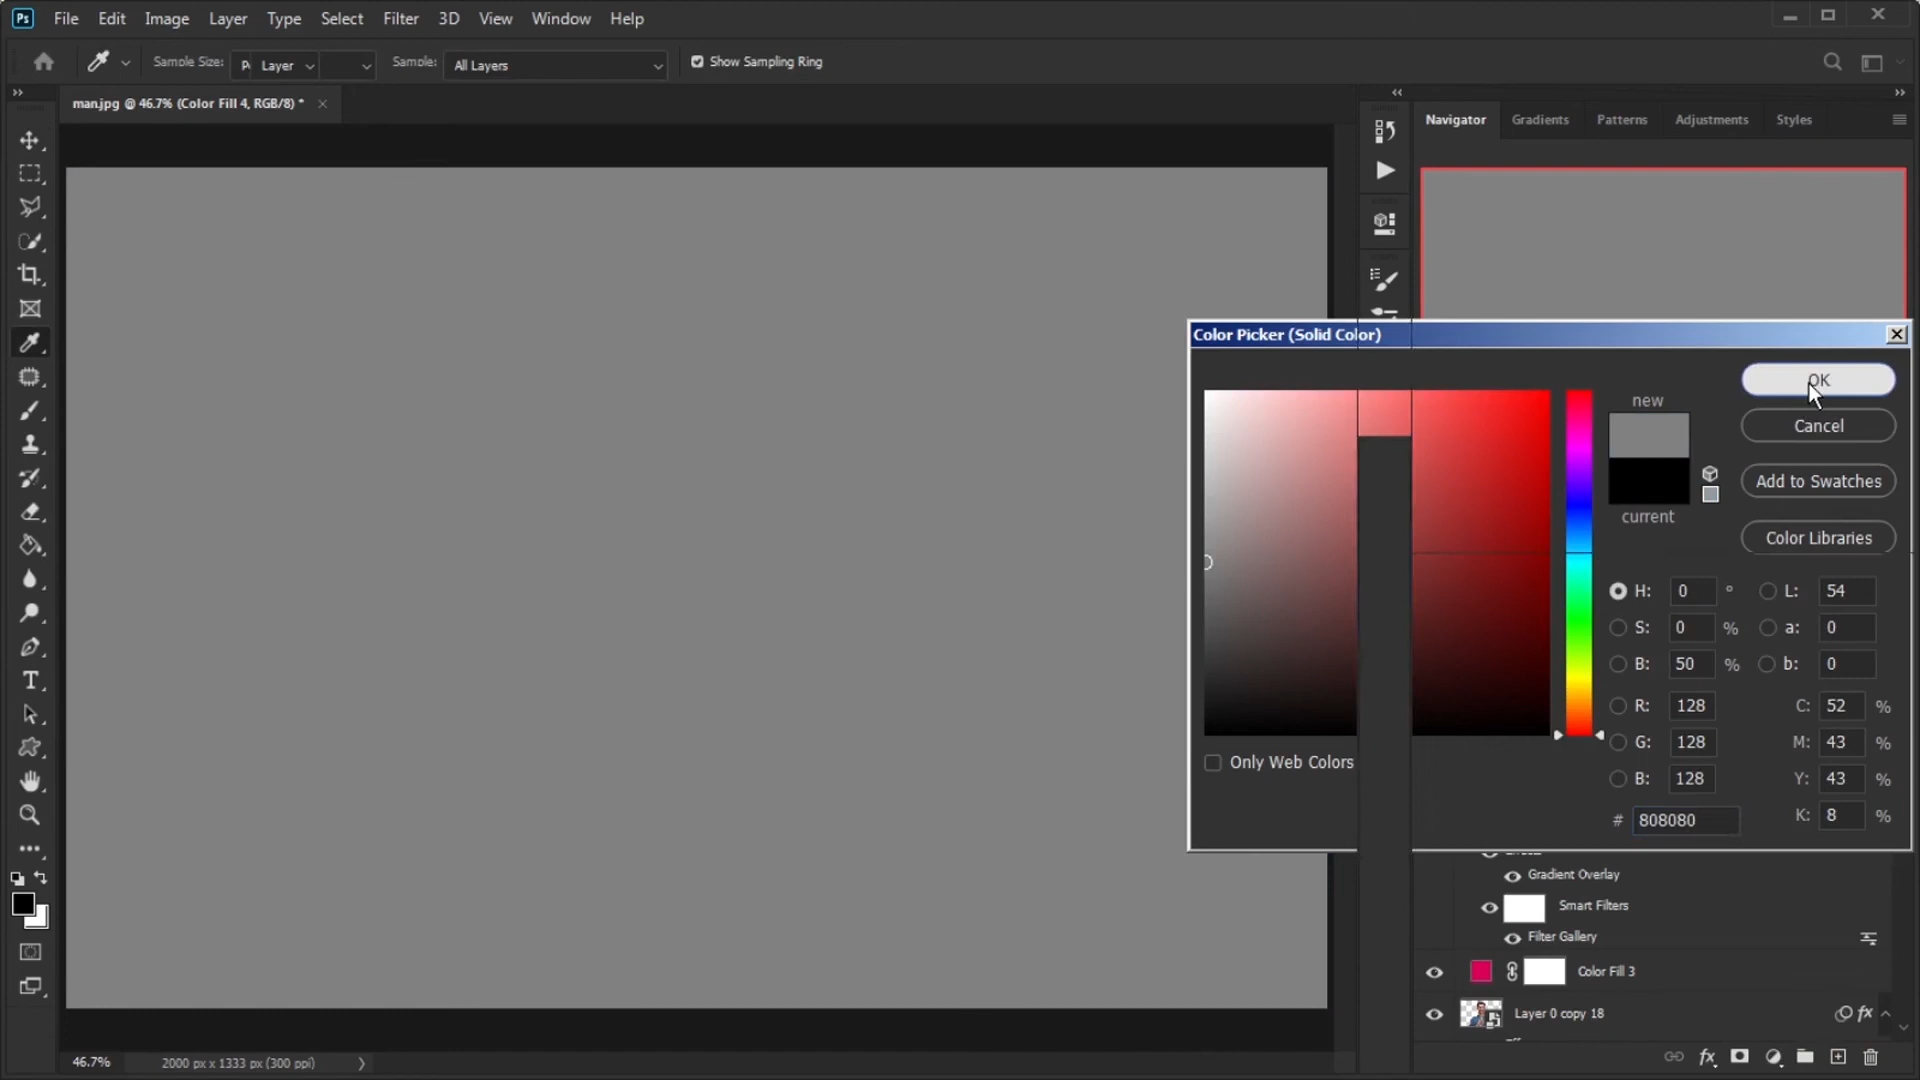 Ps File Edit Image Layer Type Select Filter 3D View Window Help
Sample Size: Layer Sample: All Layers Show Sampling Ring
man.jpg @ 46.7% (Color Fill 4, RGB/8) *
Navigator Gradients Patterns Adjustments Styles
Color Picker (Solid Color)
OK
new
Cancel
Add to Swatches
current
Color Libraries
H: 0 ° L: 54
S: 0 % a: 0
B: 50 % b: 0
R: 128 C: 52 %
G: 128 M: 43 %
Only Web Colors
B: 128 Y: 43 %
# 808080 K: 8 %
Gradient Overlay
Smart Filters
Filter Gallery
Color Fill 3
Layer 0 copy 18 fx
46.7% 2000 px x 1333 px (300 ppi)
fx